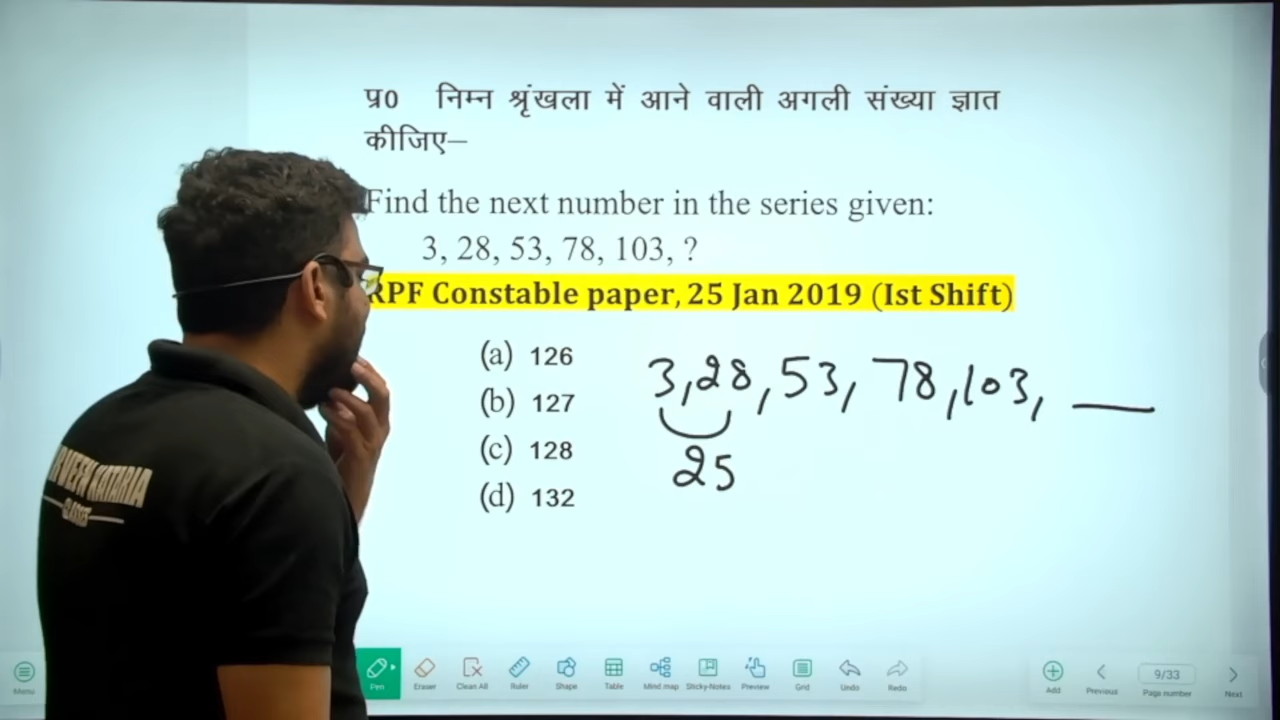 प्र0 निम्न श्रृंखला में आने वाली अगली संख्या ज्ञात
कीजिए–
Find the next number in the series given:
3, 28, 53, 78, 103, ?
RPF Constable paper, 25 Jan 2019 (Ist Shift)
(a) 126
(b) 127
(c) 128
(d) 132
3, 28, 53, 78, 103, __
25
KATARIA
CLASSES
Menu
Pen Eraser Clean All Ruler Shape Table Mind map Sticky-Notes Preview Grid Undo Redo
Add Previous 9/33 Page number Next